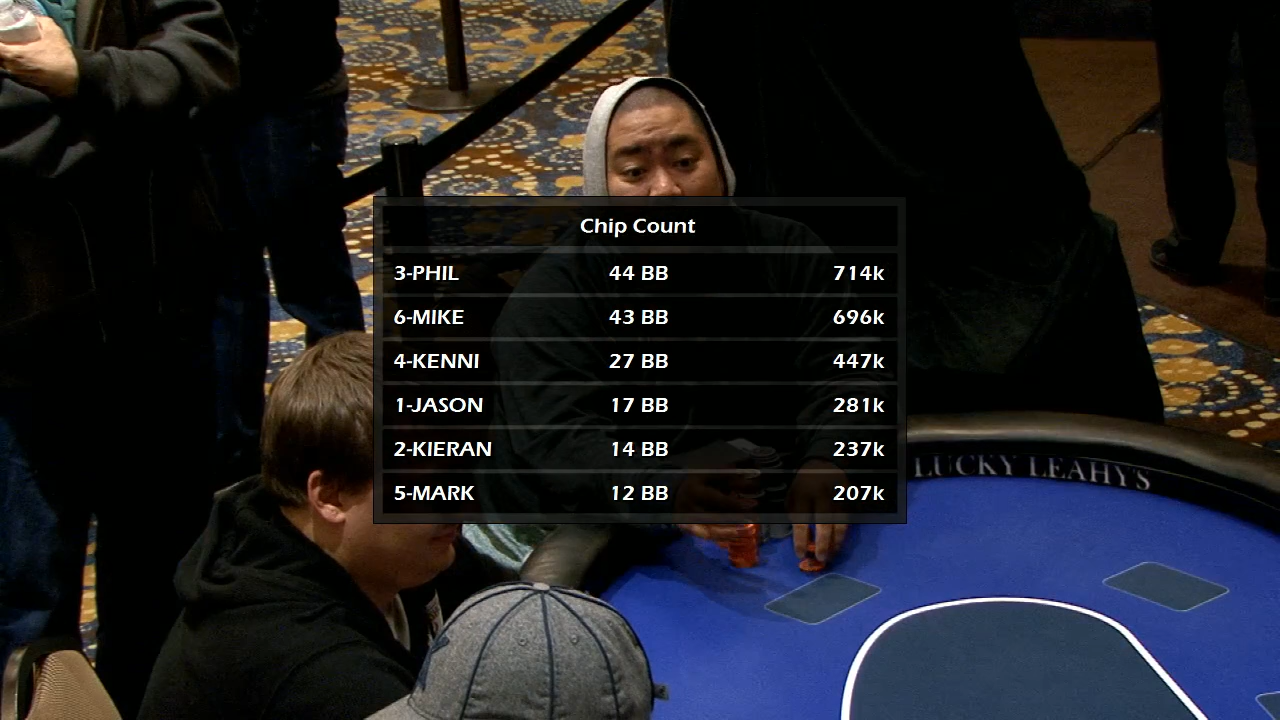 Chip Count
3-PHIL 44 BB 714k
6-MIKE 43 BB 696k
4-KENNI 27 BB 447k
1-JASON 17 BB 281k
2-KIERAN 14 BB 237k
5-MARK 12 BB 207k
LUCKY LEAHY'S